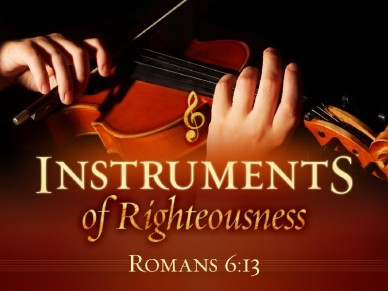 INSTRUMENTS
of Righteousness
ROMANS 6:13